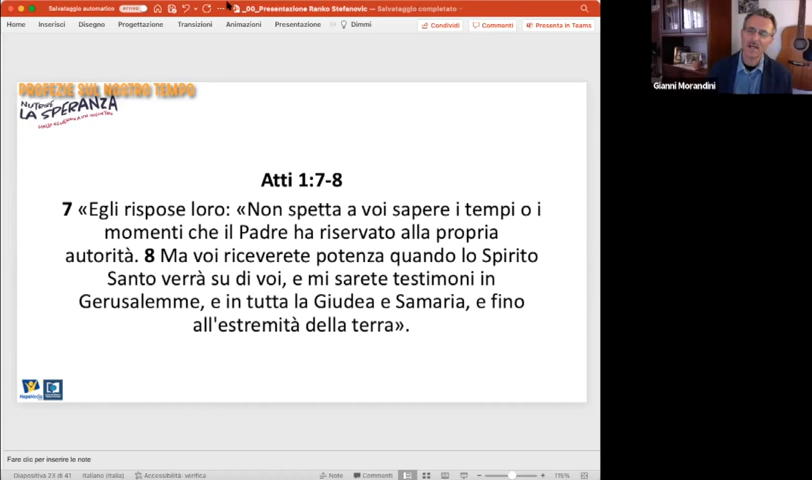 Salvataggio automatico
_00_Presentazione Ranko Stefanovic — Salvataggio completato
Home Inserisci Disegno Progettazione Transizioni Animazioni Presentazione Dimmi Condividi Commenti Presenta in Teams
Gianni Morandini
PROFEZIE SUL NOSTRO TEMPO
NUTRIRE
LA SPERANZA
Atti 1:7-8
7 «Egli rispose loro: «Non spetta a voi sapere i tempi o i
momenti che il Padre ha riservato alla propria
autorità. 8 Ma voi riceverete potenza quando lo Spirito
Santo verrà su di voi, e mi sarete testimoni in
Gerusalemme, e in tutta la Giudea e Samaria, e fino
all'estremità della terra».
HopeMedia
Fare clic per inserire le note
Diapositiva 23 di 41 Italiano (Italia) Accessibilità: verifica Note Commenti 115%